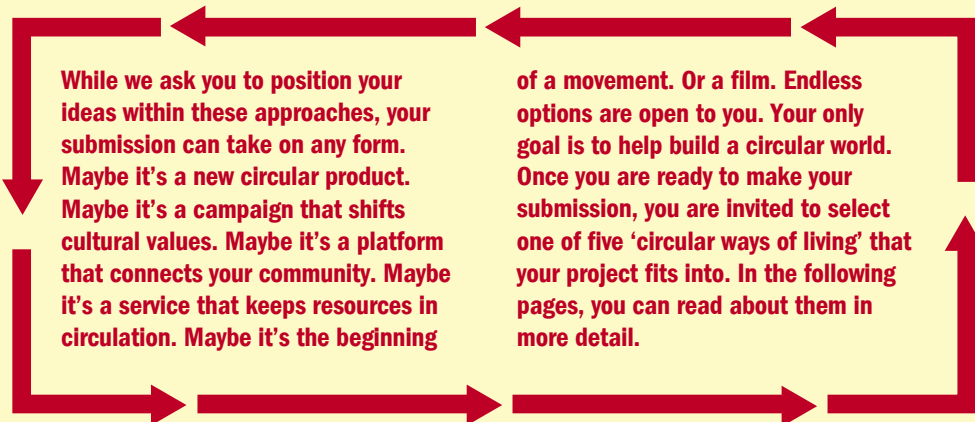 While we ask you to position your
ideas within these approaches, your
submission can take on any form.
Maybe it’s a new circular product.
Maybe it’s a campaign that shifts
cultural values. Maybe it’s a platform
that connects your community. Maybe
it’s a service that keeps resources in
circulation. Maybe it’s the beginning
of a movement. Or a film. Endless
options are open to you. Your only
goal is to help build a circular world.
Once you are ready to make your
submission, you are invited to select
one of five ‘circular ways of living’ that
your project fits into. In the following
pages, you can read about them in
more detail.